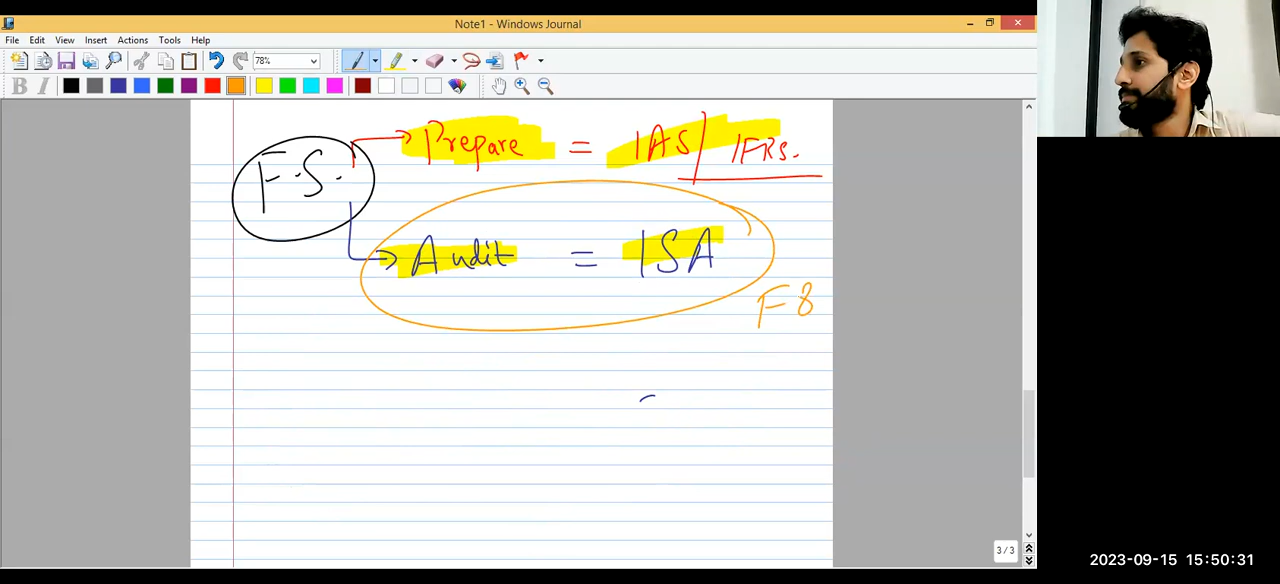 Note1 - Windows Journal
File Edit View Insert Actions Tools Help
78%
B I
F.S. Prepare = IAS/IFRS.
Audit = ISA
F8
3 / 3
2023-09-15 15:50:31